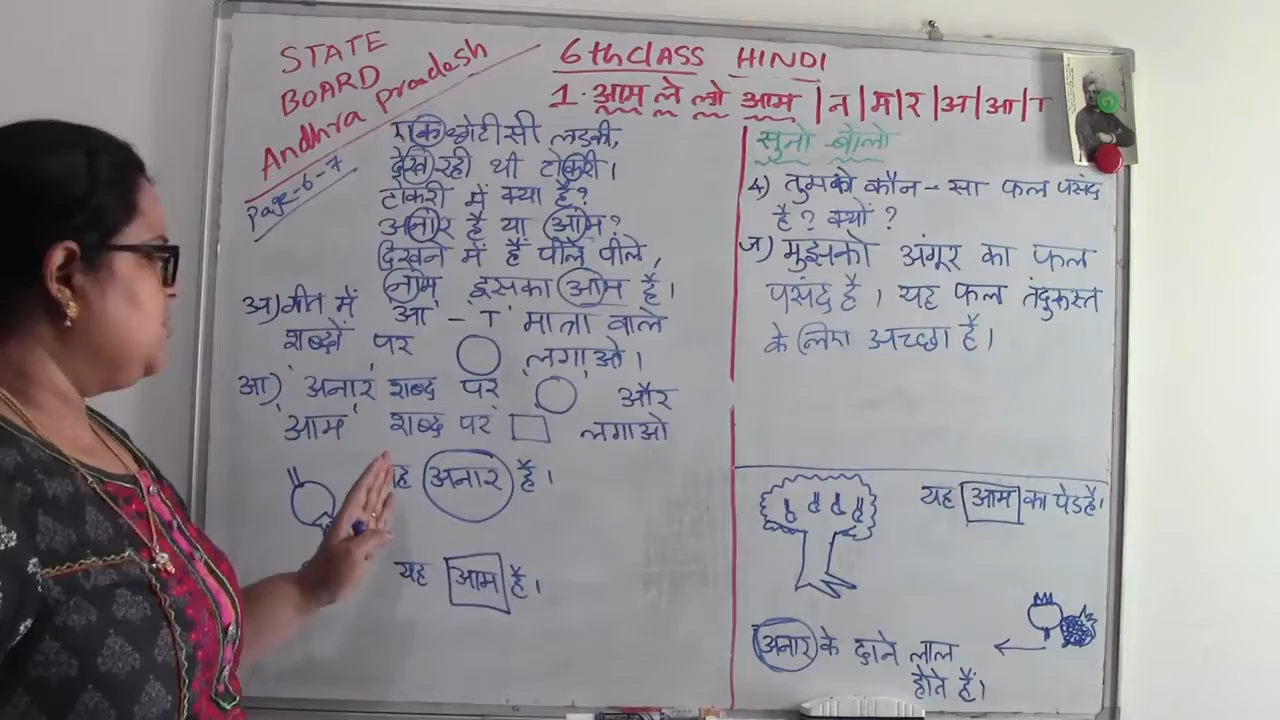 STATE
BOARD
Andhra pradesh
Page-6-7
6th CLASS HINDI
1. आम ले लो आम | न | म | र | अ | आ | ा
एक छोटी सी लडकी,
देख रही थी टोकरी।
टोकरी में क्या है?
अनार है या आम?
दिखने में हैं पीले पीले,
नाम इसका आम है।
अ) गीत में 'आ' - 'ा' मात्रा वाले
शब्दों पर लगाओ।
आ) 'अनार' शब्द पर और
'आम' शब्द पर लगाओ
यह अनार है।
यह आम है।
सुनो बोलो
4) तुमको कौन-सा फल पसंद
है? क्यों?
ज) मुझको अंगूर का फल
पसंद है। यह फल तंदुरुस्त
के लिए अच्छा है।
यह आम का पेड है।
अनार के दाने लाल
होते हैं।